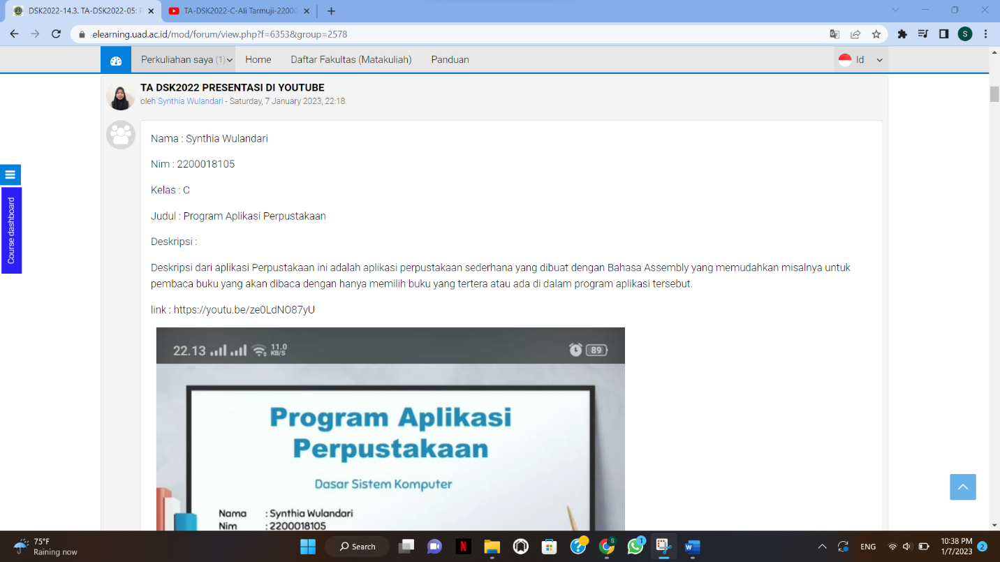 DSK2022-14.3. TA-DSK2022-05: P
TA-DSK2022-C-Ali Tarmuji-22000
elearning.uad.ac.id/mod/forum/view.php?f=6353&group=2578
S
Perkuliahan saya (1)
Home
Daftar Fakultas (Matakuliah)
Panduan
Id
TA DSK2022 PRESENTASI DI YOUTUBE
oleh Synthia Wulandari - Saturday, 7 January 2023, 22:18
Nama : Synthia Wulandari
Nim : 2200018105
Kelas : C
Judul : Program Aplikasi Perpustakaan
Deskripsi :
Deskripsi dari aplikasi Perpustakaan ini adalah aplikasi perpustakaan sederhana yang dibuat dengan Bahasa Assembly yang memudahkan misalnya untuk
pembaca buku yang akan dibaca dengan hanya memilih buku yang tertera atau ada di dalam program aplikasi tersebut.
link : https://youtu.be/ze0LdNO87yU
Course dashboard
22.13 11.0 KB/S 89
Program Aplikasi
Perpustakaan
Dasar Sistem Komputer
Nama : Synthia Wulandari
Nim : 2200018105
75°F
Raining now
Search
S
1
ENG
10:38 PM
1/7/2023
2